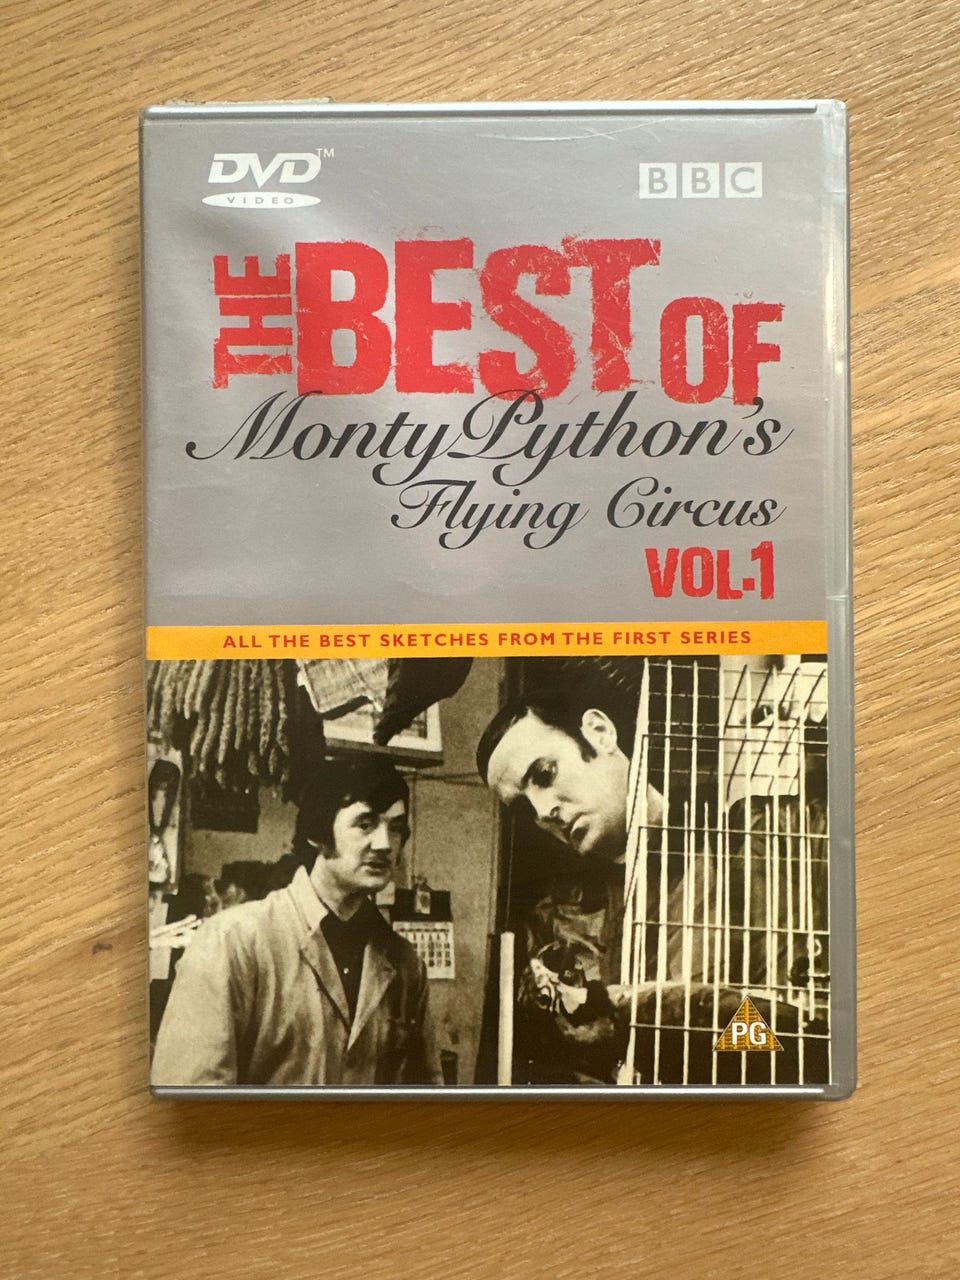 DVD™
VIDEO
BBC
THE BEST OF
Monty Python's
Flying Circus
VOL.1
ALL THE BEST SKETCHES FROM THE FIRST SERIES
PG